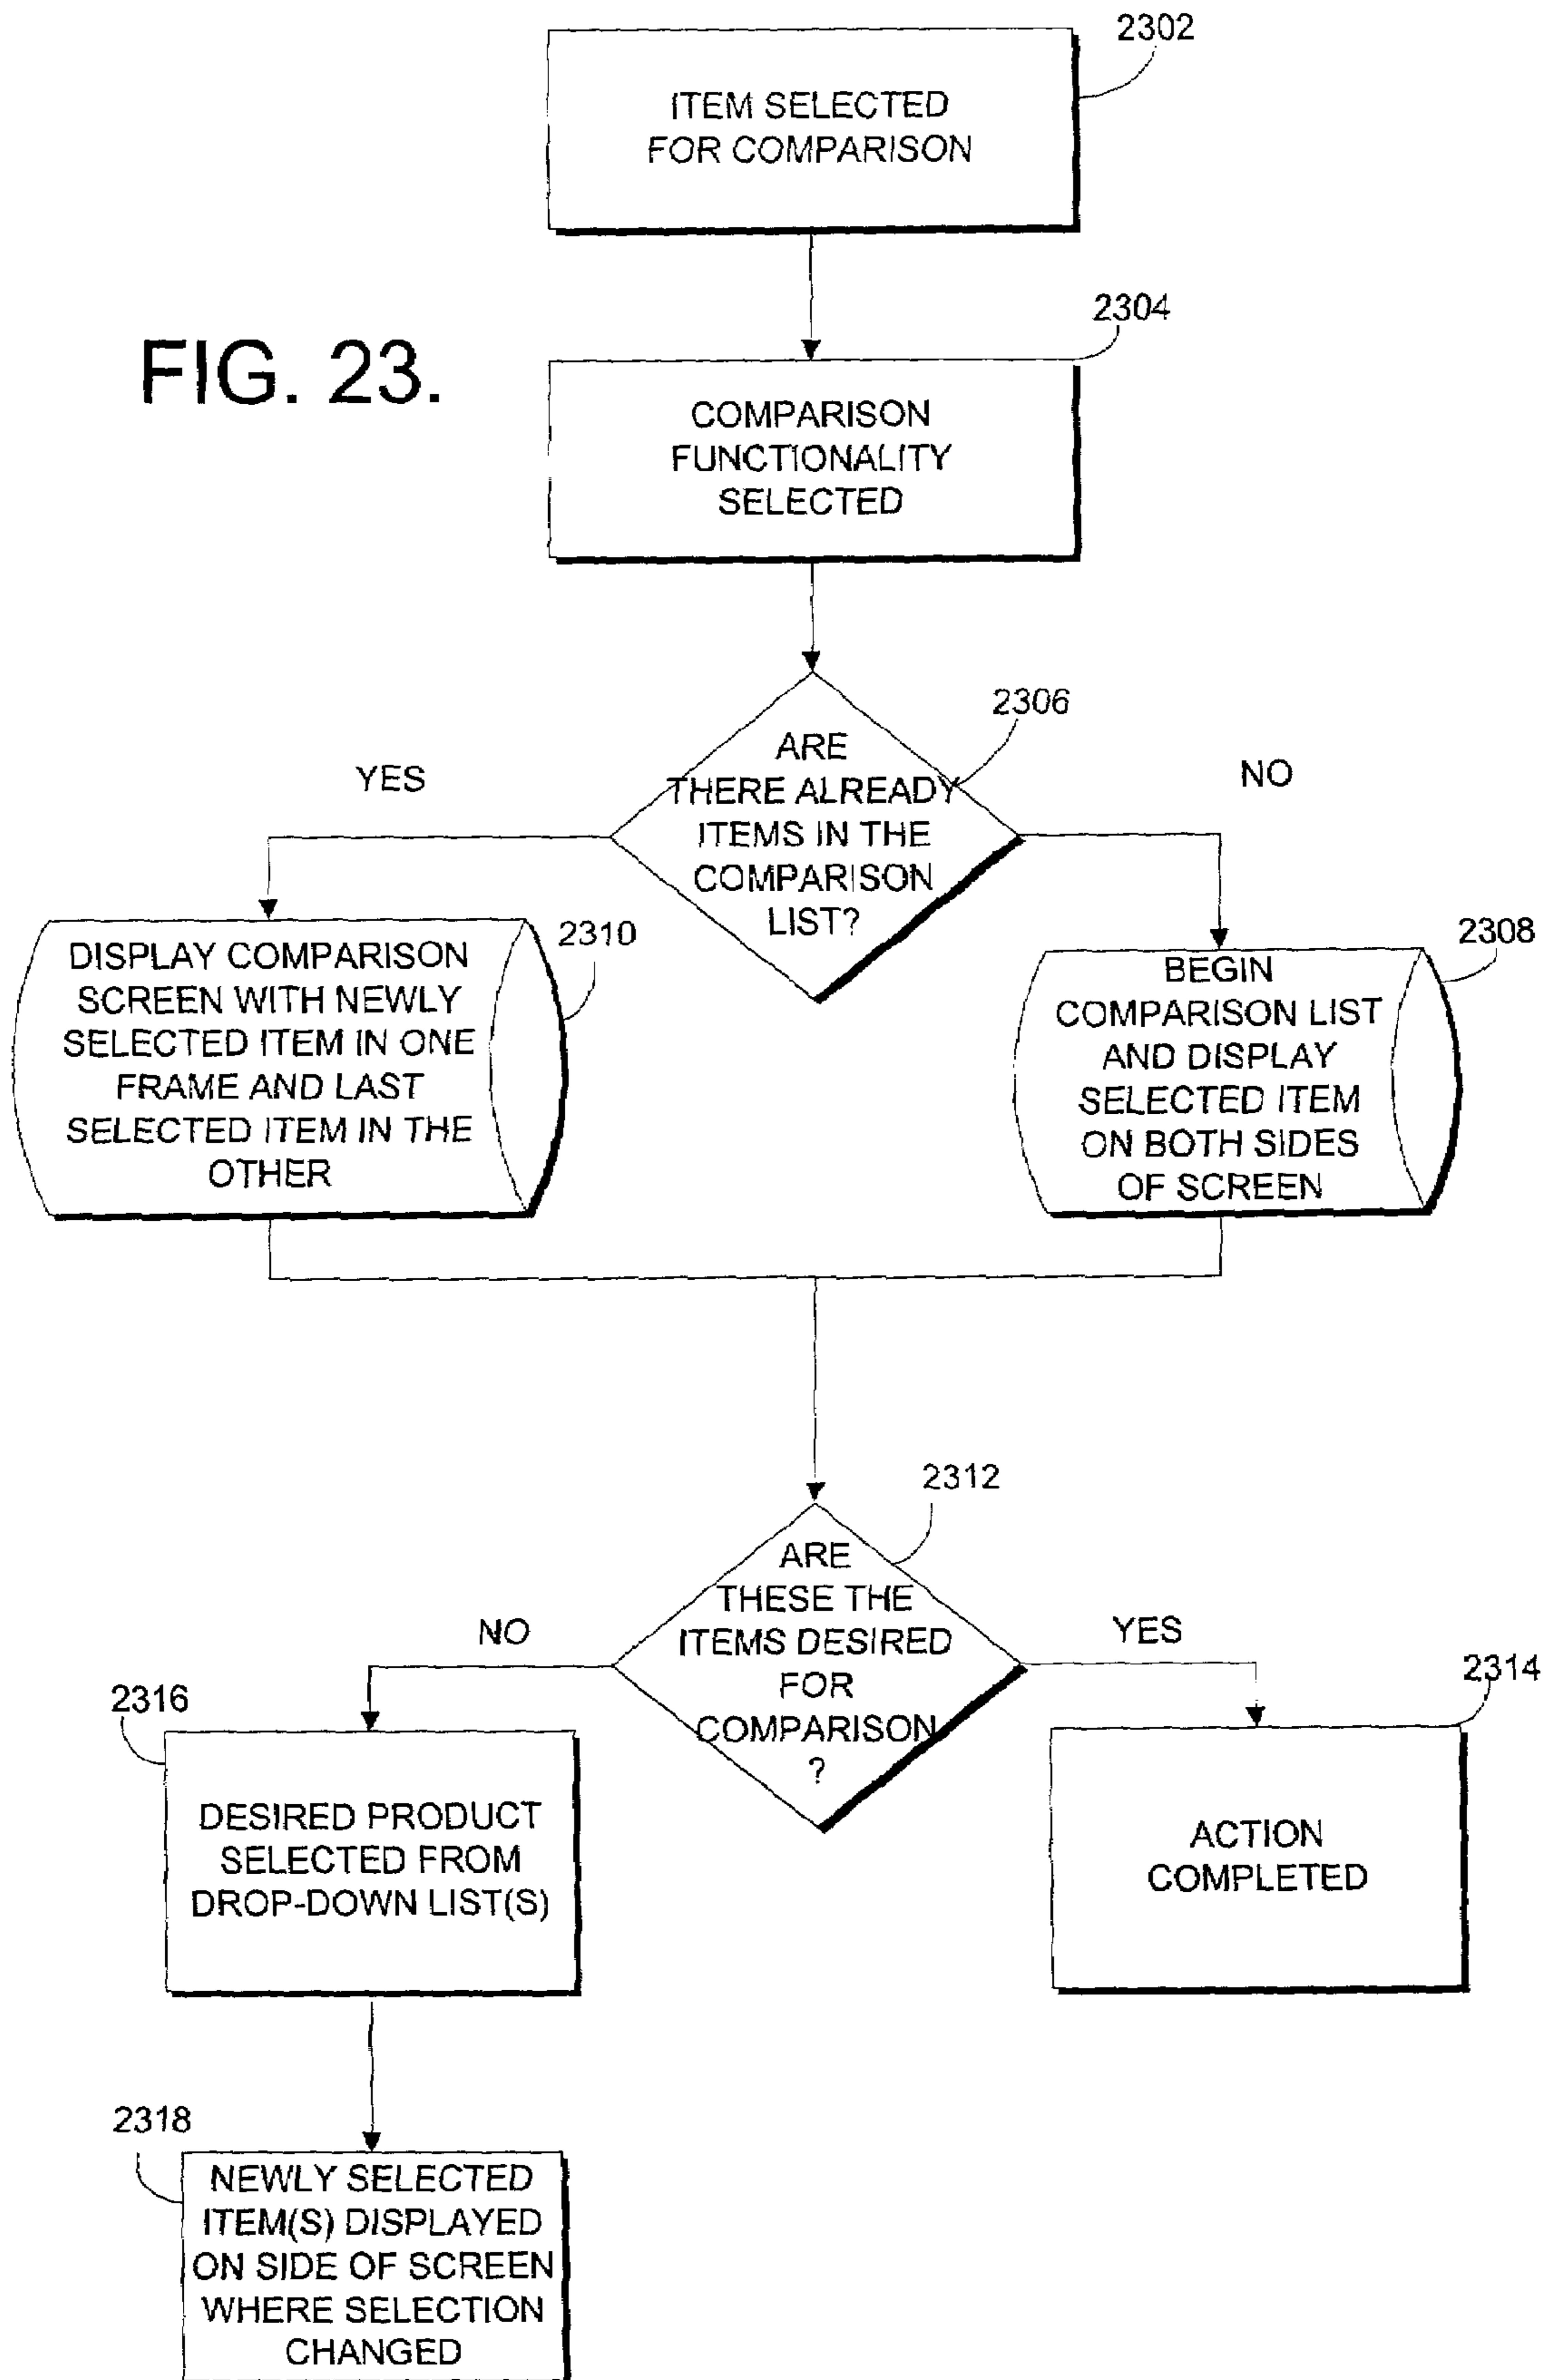 2302
ITEM SELECTED
FOR COMPARISON
FIG. 23.
2304
COMPARISON
FUNCTIONALITY
SELECTED
2306
ARE
THERE ALREADY
ITEMS IN THE
COMPARISON
LIST?
YES
NO
2310
DISPLAY COMPARISON
SCREEN WITH NEWLY
SELECTED ITEM IN ONE
FRAME AND LAST
SELECTED ITEM IN THE
OTHER
2308
BEGIN
COMPARISON LIST
AND DISPLAY
SELECTED ITEM
ON BOTH SIDES
OF SCREEN
2312
ARE
THESE THE
ITEMS DESIRED
FOR
COMPARISON
?
NO
YES
2316
DESIRED PRODUCT
SELECTED FROM
DROP-DOWN LIST(S)
2314
ACTION
COMPLETED
2318
NEWLY SELECTED
ITEM(S) DISPLAYED
ON SIDE OF SCREEN
WHERE SELECTION
CHANGED